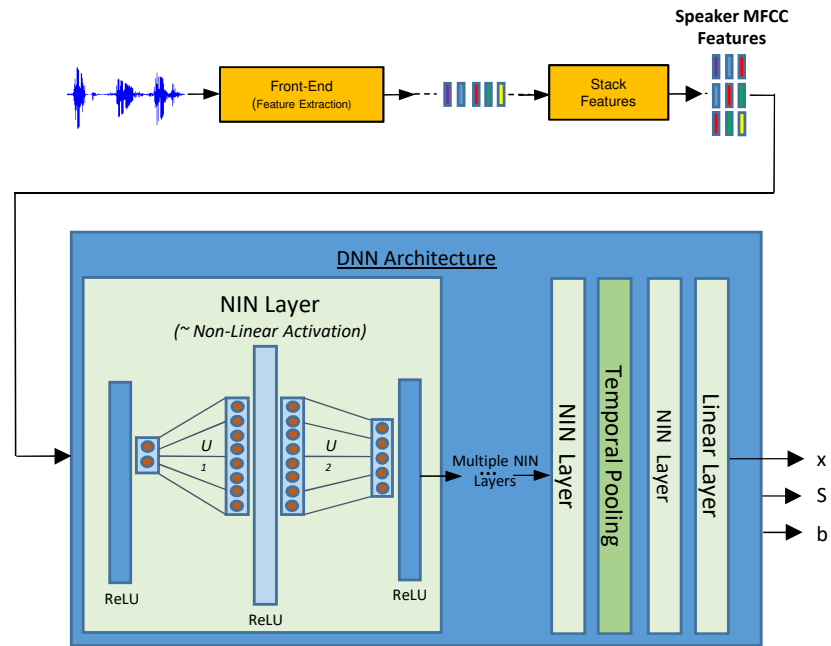 Speaker MFCC
Features
Front-End
(Feature Extraction)
Stack
Features
DNN Architecture
NIN Layer
(~ Non-Linear Activation)
U
1
U
2
ReLU
ReLU
ReLU
Multiple NIN
...
Layers
NIN Layer
Temporal Pooling
NIN Layer
Linear Layer
x
S
b